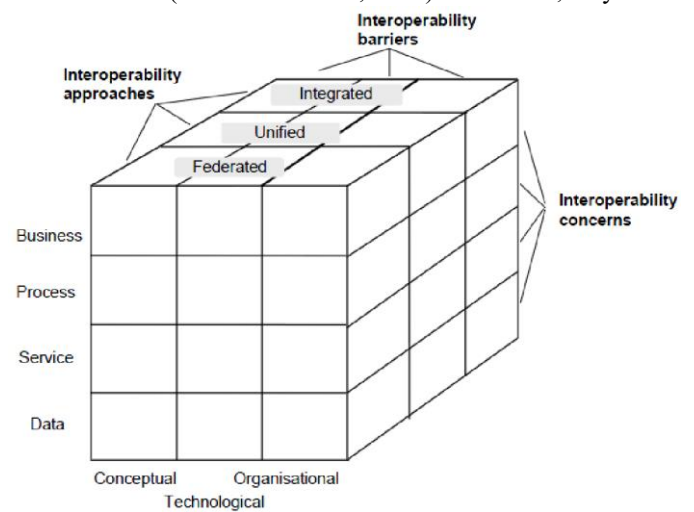 Interoperability
barriers
Interoperability
approaches
Integrated
Unified
Federated
Interoperability
concerns
Business
Process
Service
Data
Conceptual
Organisational
Technological